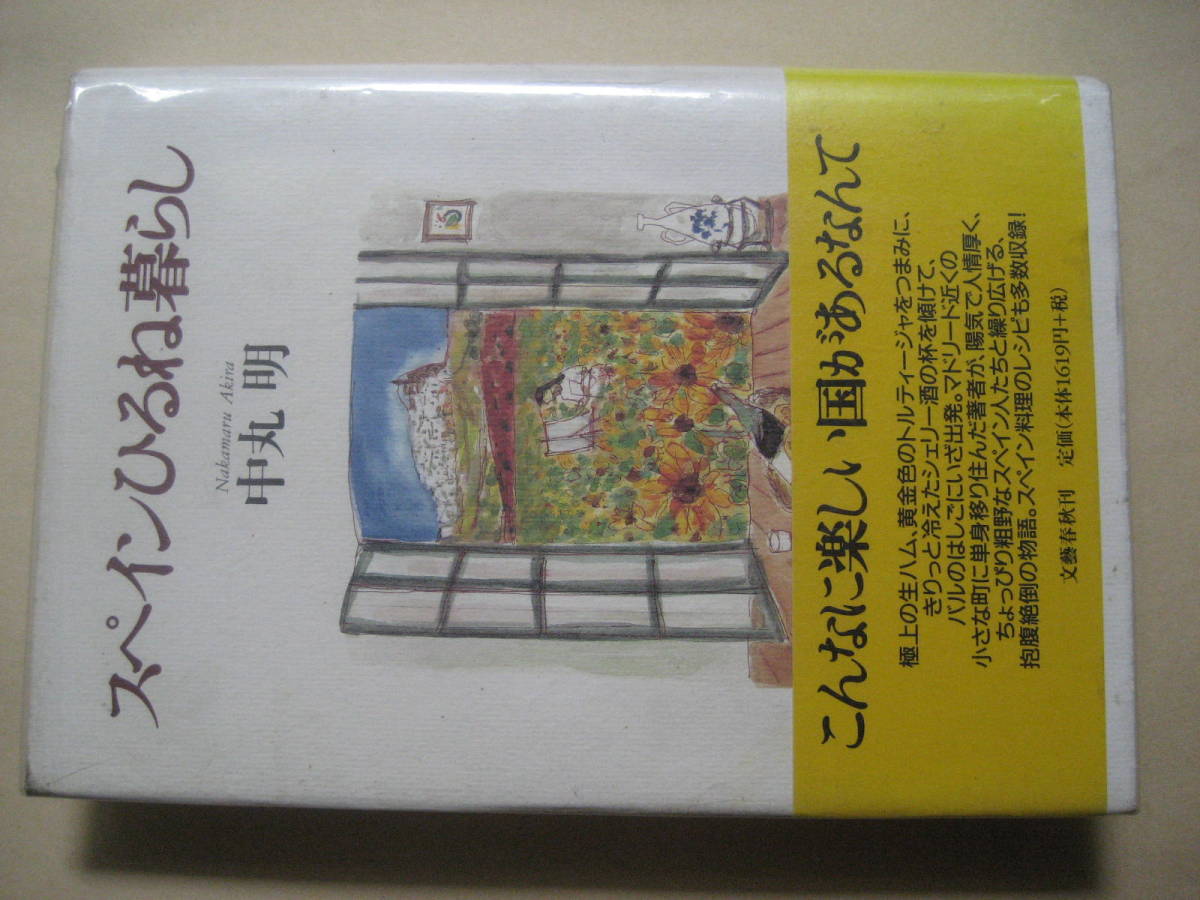 スペインひるね暮らし
Nakamaru Akira
中丸 明
こんなに楽しい国があるなんて
極上の生ハム、黄金色のトルティージャをつまみに、
きりっと冷えたシェリー酒の杯を傾けて、
バルのはしごにいざ出発。マドリード近くの
小さな町に単身移り住んだ著者が、陽気で人情厚く、
ちょっぴり粗野なスペイン人たちと繰り広げる、
抱腹絶倒の物語。スペイン料理のレシピも多数収録!
文藝春秋刊 定価(本体1619円+税)